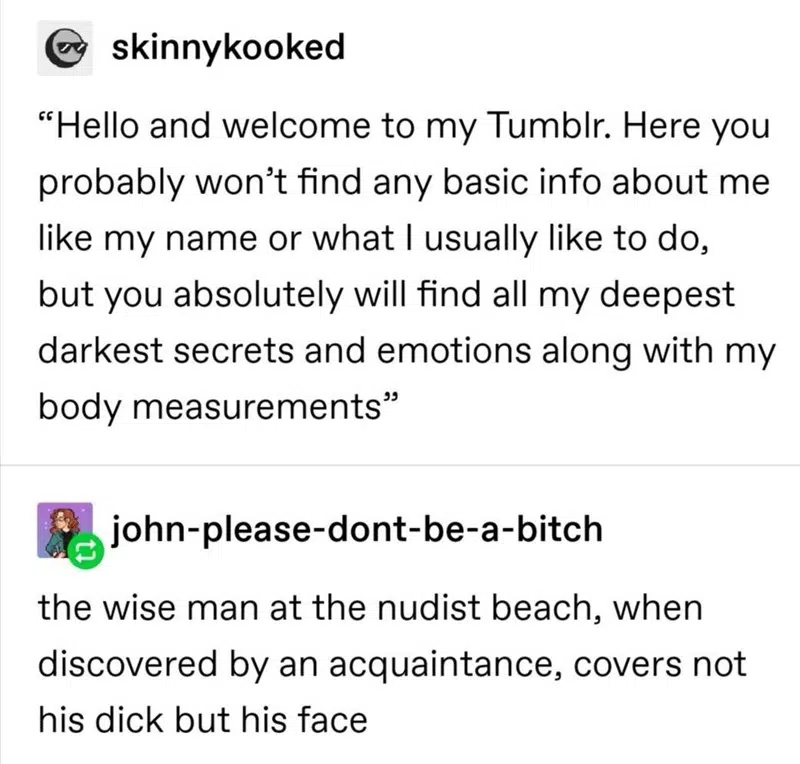 skinnykooked
“Hello and welcome to my Tumblr. Here you
probably won’t find any basic info about me
like my name or what I usually like to do,
but you absolutely will find all my deepest
darkest secrets and emotions along with my
body measurements”
john-please-dont-be-a-bitch
the wise man at the nudist beach, when
discovered by an acquaintance, covers not
his dick but his face